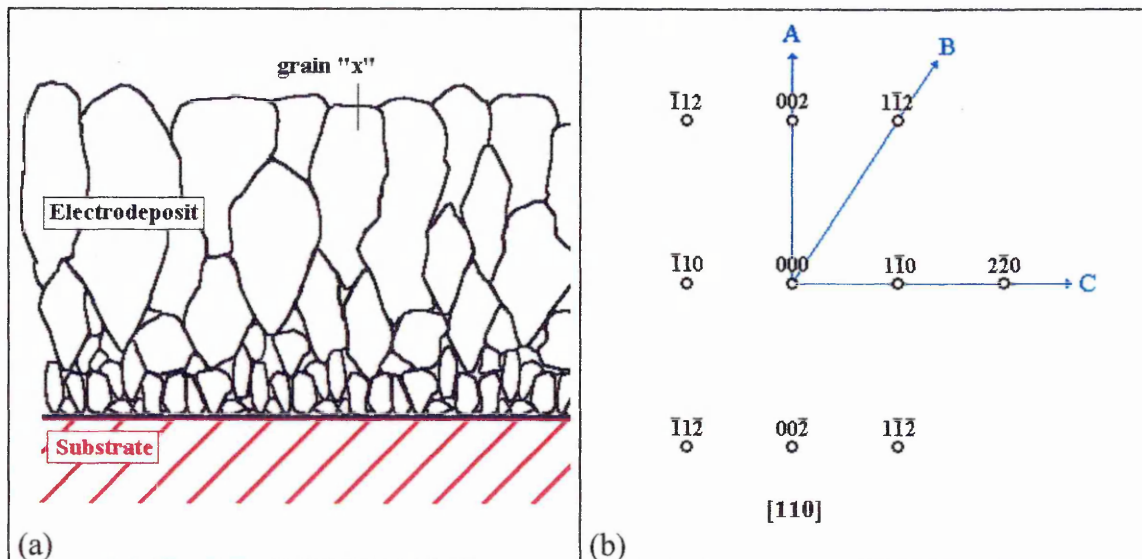 grain "x"
Electrodeposit
Substrate
(a)
A
B
1̄12
002
11̄2
1̄10
000
11̄0
22̄0
C
1̄12̄
002̄
11̄2̄
[110]
(b)